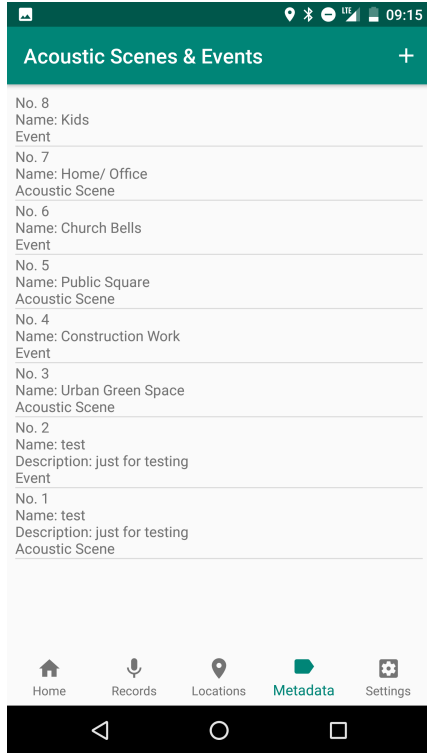 LTE 09:15
Acoustic Scenes & Events +
No. 8
Name: Kids
Event
No. 7
Name: Home/ Office
Acoustic Scene
No. 6
Name: Church Bells
Event
No. 5
Name: Public Square
Acoustic Scene
No. 4
Name: Construction Work
Event
No. 3
Name: Urban Green Space
Acoustic Scene
No. 2
Name: test
Description: just for testing
Event
No. 1
Name: test
Description: just for testing
Acoustic Scene
Home Records Locations Metadata Settings